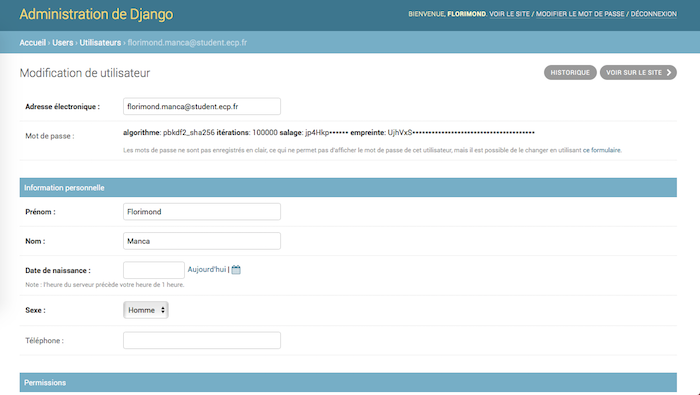 Administration de Django
BIENVENUE, FLORIMOND. VOIR LE SITE / MODIFIER LE MOT DE PASSE / DÉCONNEXION
Accueil › Users › Utilisateurs › florimond.manca@student.ecp.fr
Modification de utilisateur
HISTORIQUE
VOIR SUR LE SITE
Adresse électronique :
florimond.manca@student.ecp.fr
Mot de passe :
algorithme: pbkdf2_sha256 itérations: 100000 salage: jp4Hkp•••••• empreinte: UjhVxS••••••••••••••••••••••••••••••••••••••
Les mots de passe ne sont pas enregistrés en clair, ce qui ne permet pas d'afficher le mot de passe de cet utilisateur, mais il est possible de le changer en utilisant ce formulaire.
Information personnelle
Prénom :
Florimond
Nom :
Manca
Date de naissance :
Aujourd'hui |
Note : l'heure du serveur précède votre heure de 1 heure.
Sexe :
Homme
Téléphone :
Permissions